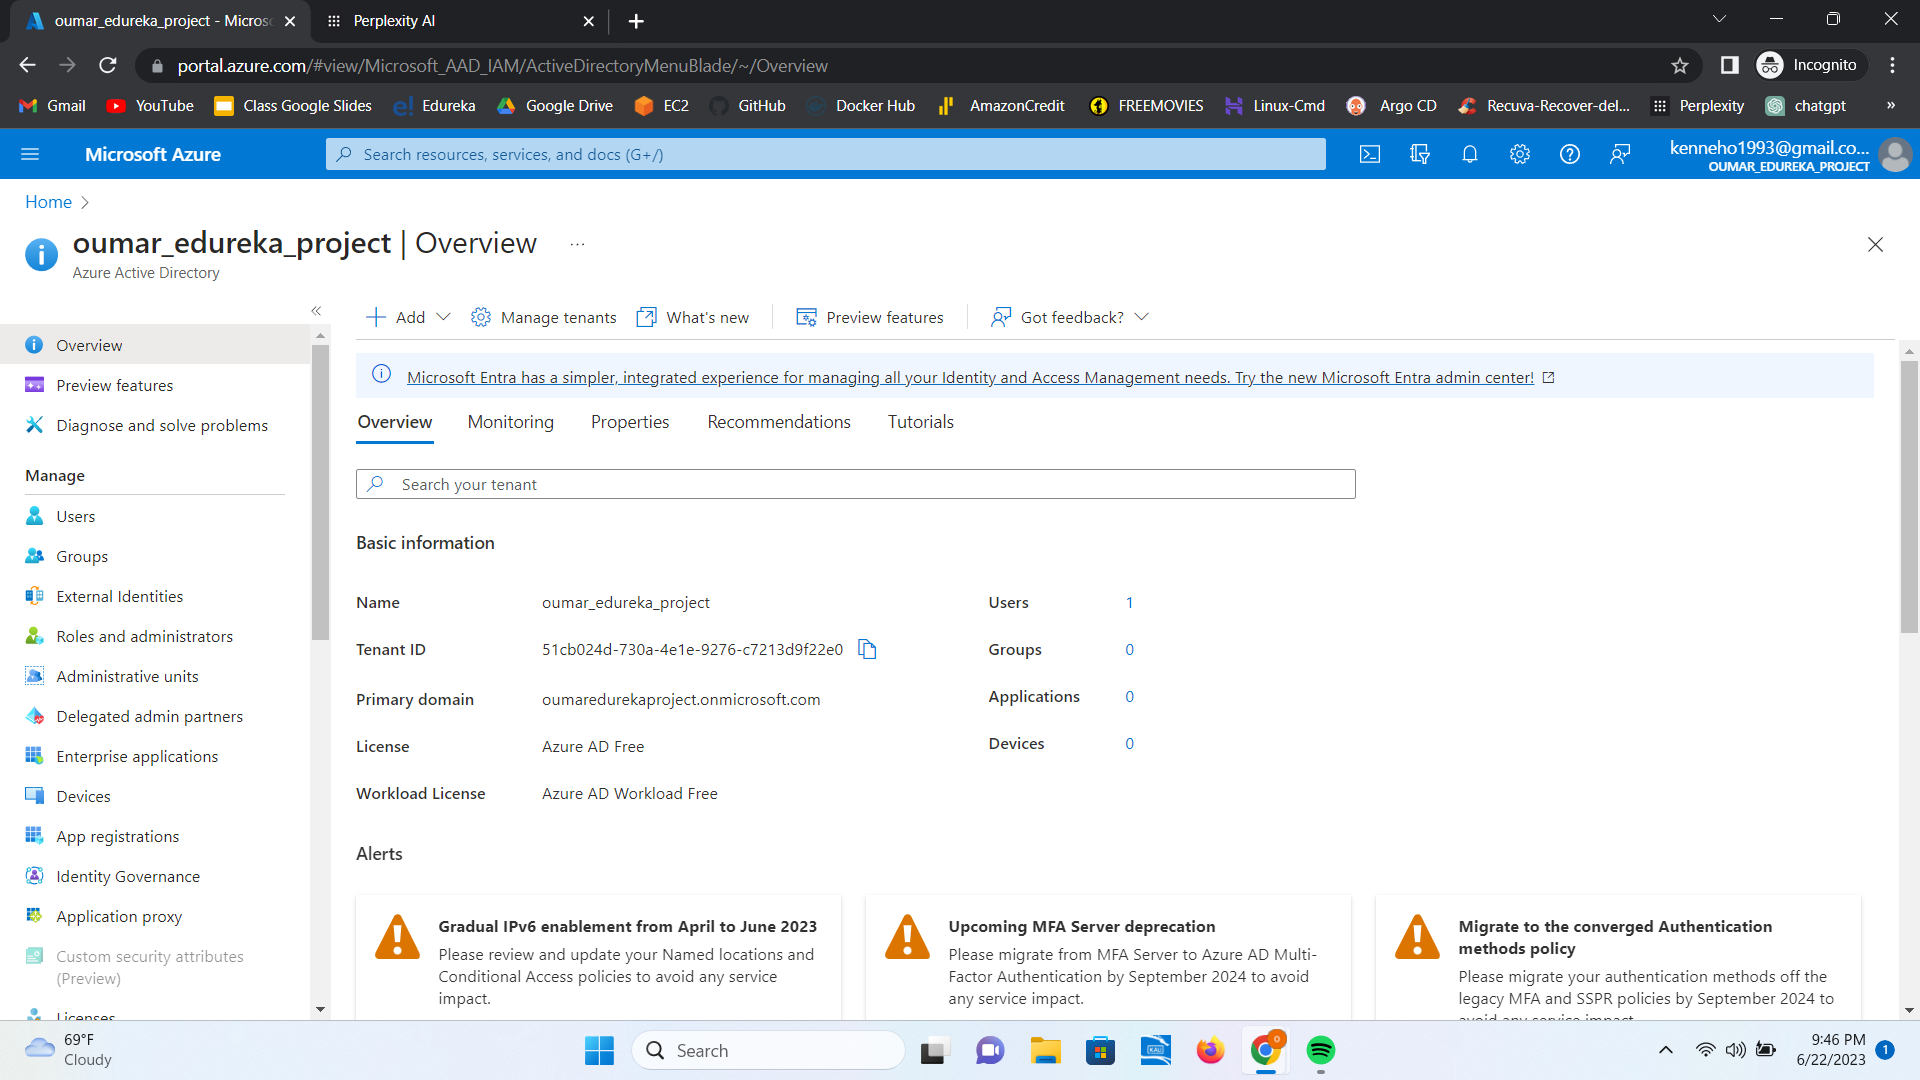 oumar_edureka_project - Micros
Perplexity AI
portal.azure.com/#view/Microsoft_AAD_IAM/ActiveDirectoryMenuBlade/~/Overview
Incognito
Gmail
YouTube
Class Google Slides
Edureka
Google Drive
EC2
GitHub
Docker Hub
AmazonCredit
FREEMOVIES
Linux-Cmd
Argo CD
Recuva-Recover-del...
Perplexity
chatgpt
»
Microsoft Azure
Search resources, services, and docs (G+/)
kenneho1993@gmail.co...
OUMAR_EDUREKA_PROJECT
Home >
oumar_edureka_project | Overview ...
Azure Active Directory
Add
Manage tenants
What's new
Preview features
Got feedback?
Overview
Preview features
Diagnose and solve problems
Manage
Users
Groups
External Identities
Roles and administrators
Administrative units
Delegated admin partners
Enterprise applications
Devices
App registrations
Identity Governance
Application proxy
Custom security attributes
(Preview)
Licenses
Microsoft Entra has a simpler, integrated experience for managing all your Identity and Access Management needs. Try the new Microsoft Entra admin center!
Overview
Monitoring
Properties
Recommendations
Tutorials
Search your tenant
Basic information
Name oumar_edureka_project
Tenant ID 51cb024d-730a-4e1e-9276-c7213d9f22e0
Primary domain oumaredurekaproject.onmicrosoft.com
License Azure AD Free
Workload License Azure AD Workload Free
Users 1
Groups 0
Applications 0
Devices 0
Alerts
Gradual IPv6 enablement from April to June 2023
Please review and update your Named locations and
Conditional Access policies to avoid any service
impact.
Upcoming MFA Server deprecation
Please migrate from MFA Server to Azure AD Multi-
Factor Authentication by September 2024 to avoid
any service impact.
Migrate to the converged Authentication
methods policy
Please migrate your authentication methods off the
legacy MFA and SSPR policies by September 2024 to
avoid any service impact.
69°F
Cloudy
Search
KALI
9:46 PM
6/22/2023
1